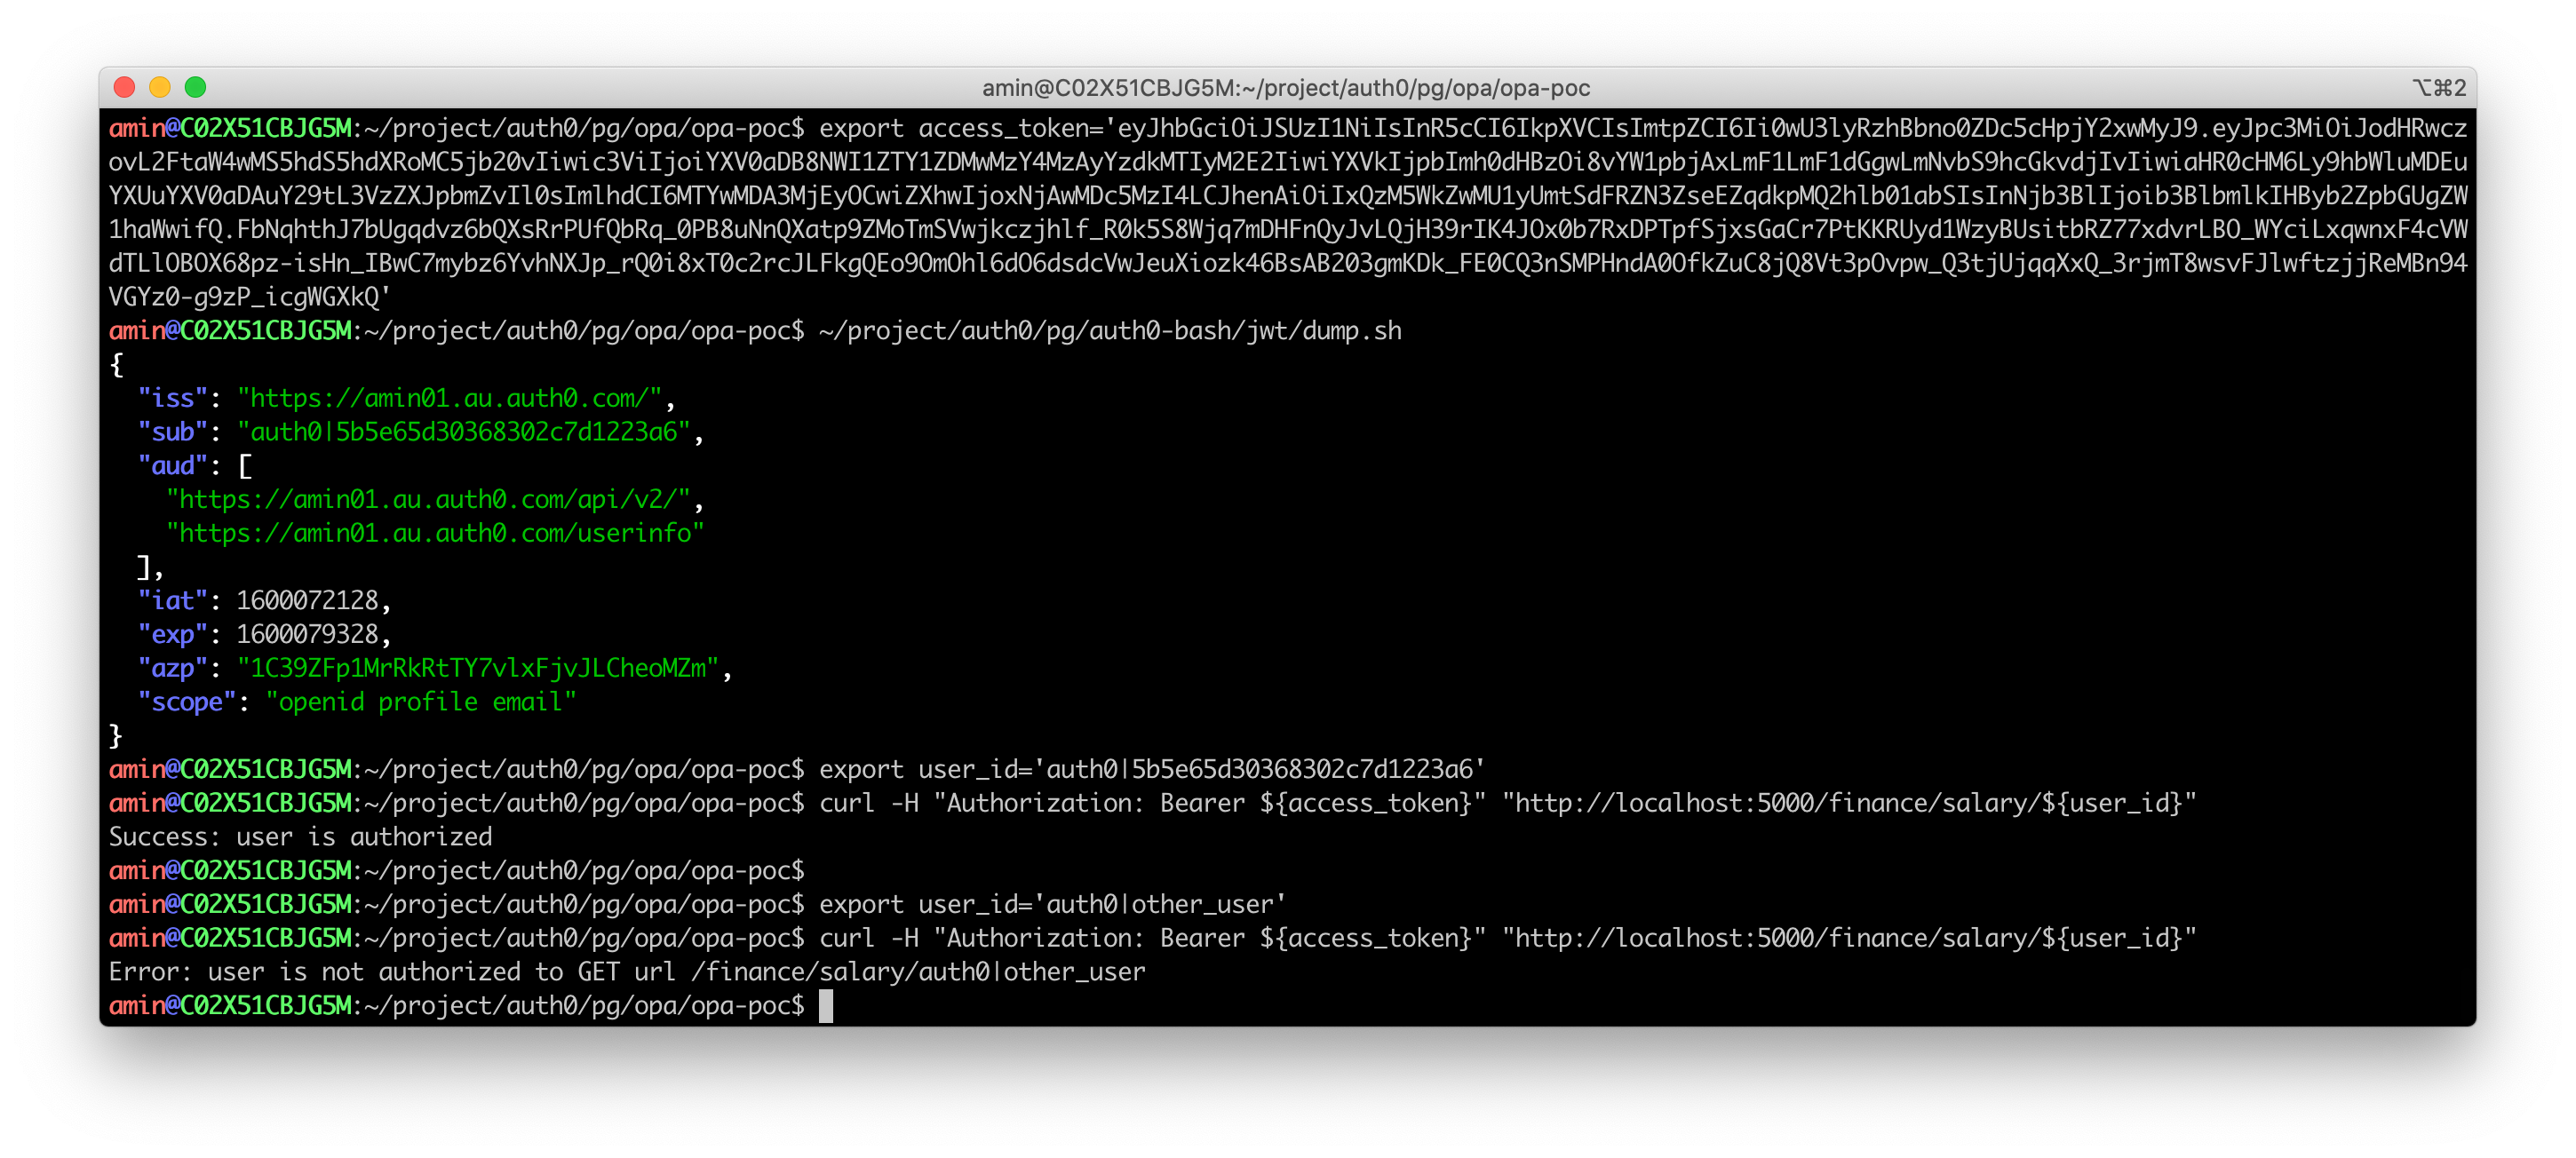 amin@C02X51CBJG5M:~/project/auth0/pg/opa/opa-poc
⌥⌘2
amin@C02X51CBJG5M:~/project/auth0/pg/opa/opa-poc$ export access_token='eyJhbGciOiJSUzI1NiIsInR5cCI6IkpXVCIsImtpZCI6Ii0wU3lyRzhBbno0ZDc5cHpjY2xwMyJ9.eyJpc3MiOiJodHRwcz
ovL2FtaW4wMS5hdS5hdXRoMC5jb20vIiwic3ViIjoiYXV0aDB8NWI1ZTY1ZDMwMzY4MzAyYzdkMTIyM2E2IiwiYXVkIjpbImh0dHBzOi8vYW1pbjAxLmF1LmF1dGgwLmNvbS9hcGkvdjIvIiwiaHR0cHM6Ly9hbWluMDEu
YXUuYXV0aDAuY29tL3VzZXJpbmZvIl0sImlhdCI6MTYwMDA3MjEyOCwiZXhwIjoxNjAwMDc5MzI4LCJhenAiOiIxQzM5WkZwMU1yUmtSdFRZN3ZseEZqdkpMQ2hlb01abSIsInNjb3BlIjoib3BlbmlkIHByb2ZpbGUgZW
1haWwifQ.FbNqhthJ7bUgqdvz6bQXsRrPUfQbRq_0PB8uNnQXatp9ZMoTmSVwjkczjhlf_R0k5S8Wjq7mDHFnQyJvLQjH39rIK4JOx0b7RxDPTpfSjxsGaCr7PtKKRUyd1WzyBUsitbRZ77xdvrLBO_WYciLxqwnxF4cVW
dTLlOBOX68pz-isHn_IBwC7mybz6YvhNXJp_rQ0i8xT0c2rcJLFkgQEo9OmOhl6dO6dsdcVwJeuXiozk46BsAB203gmKDk_FE0CQ3nSMPHndA0OfkZuC8jQ8Vt3pOvpw_Q3tjUjqqXxQ_3rjmT8wsvFJlwftzjjReMBn94
VGYz0-g9zP_icgWGXkQ'
amin@C02X51CBJG5M:~/project/auth0/pg/opa/opa-poc$ ~/project/auth0/pg/auth0-bash/jwt/dump.sh
{
  "iss": "https://amin01.au.auth0.com/",
  "sub": "auth0|5b5e65d30368302c7d1223a6",
  "aud": [
    "https://amin01.au.auth0.com/api/v2/",
    "https://amin01.au.auth0.com/userinfo"
  ],
  "iat": 1600072128,
  "exp": 1600079328,
  "azp": "1C39ZFp1MrRkRtTY7vlxFjvJLCheoMZm",
  "scope": "openid profile email"
}
amin@C02X51CBJG5M:~/project/auth0/pg/opa/opa-poc$ export user_id='auth0|5b5e65d30368302c7d1223a6'
amin@C02X51CBJG5M:~/project/auth0/pg/opa/opa-poc$ curl -H "Authorization: Bearer ${access_token}" "http://localhost:5000/finance/salary/${user_id}"
Success: user is authorized
amin@C02X51CBJG5M:~/project/auth0/pg/opa/opa-poc$
amin@C02X51CBJG5M:~/project/auth0/pg/opa/opa-poc$ export user_id='auth0|other_user'
amin@C02X51CBJG5M:~/project/auth0/pg/opa/opa-poc$ curl -H "Authorization: Bearer ${access_token}" "http://localhost:5000/finance/salary/${user_id}"
Error: user is not authorized to GET url /finance/salary/auth0|other_user
amin@C02X51CBJG5M:~/project/auth0/pg/opa/opa-poc$